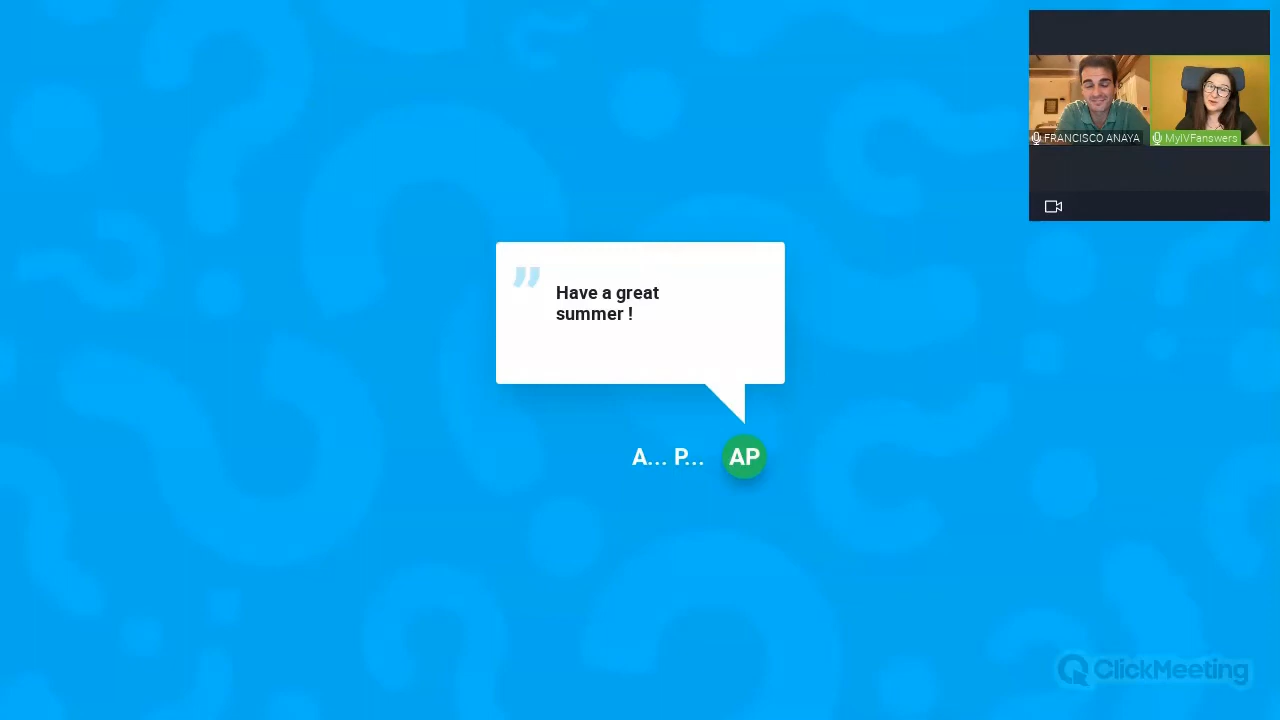 FRANCISCO ANAYA
MyIVFanswers
”
Have a great
summer !
A... P...
AP
ClickMeeting